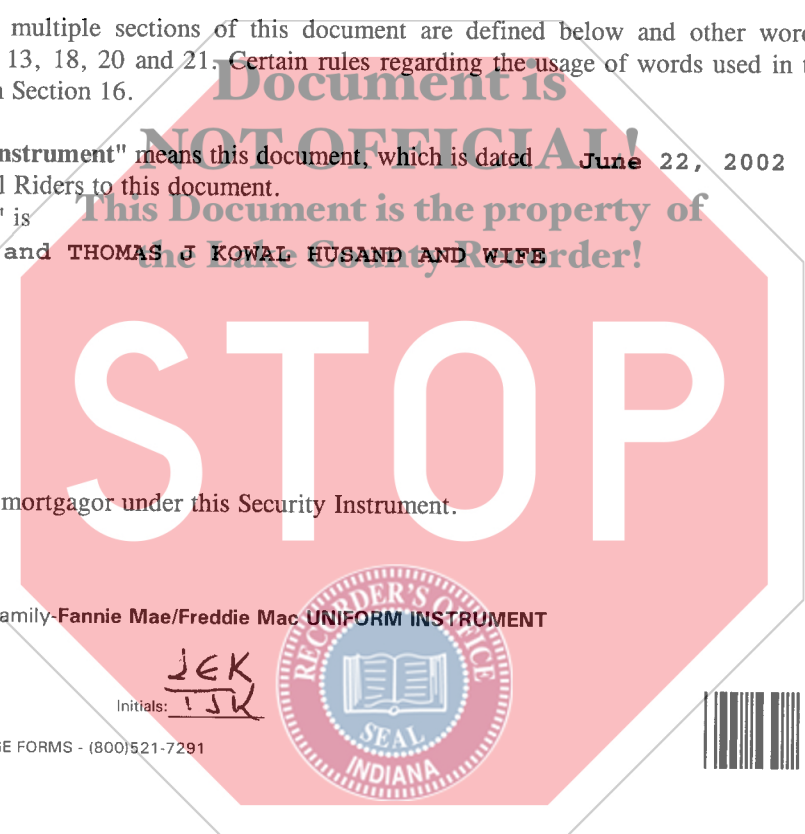 multiple sections of this document are defined below and other wor
13, 18, 20 and 21. Certain rules regarding the usage of words used in
Section 16.
Document is
NOT OFFICIAL!
nstrument" means this document, which is dated June 22, 2002
l Riders to this document.
" is
This Document is the property of
and THOMAS J KOWAL HUSAND AND WIFE
the Lake County Recorder!
STOP
mortgagor under this Security Instrument.
amily-Fannie Mae/Freddie Mac UNIFORM INSTRUMENT
JEK
Initials: TJK
GE FORMS - (800)521-7291
RECORDER'S OFFICE
SEAL
INDIANA